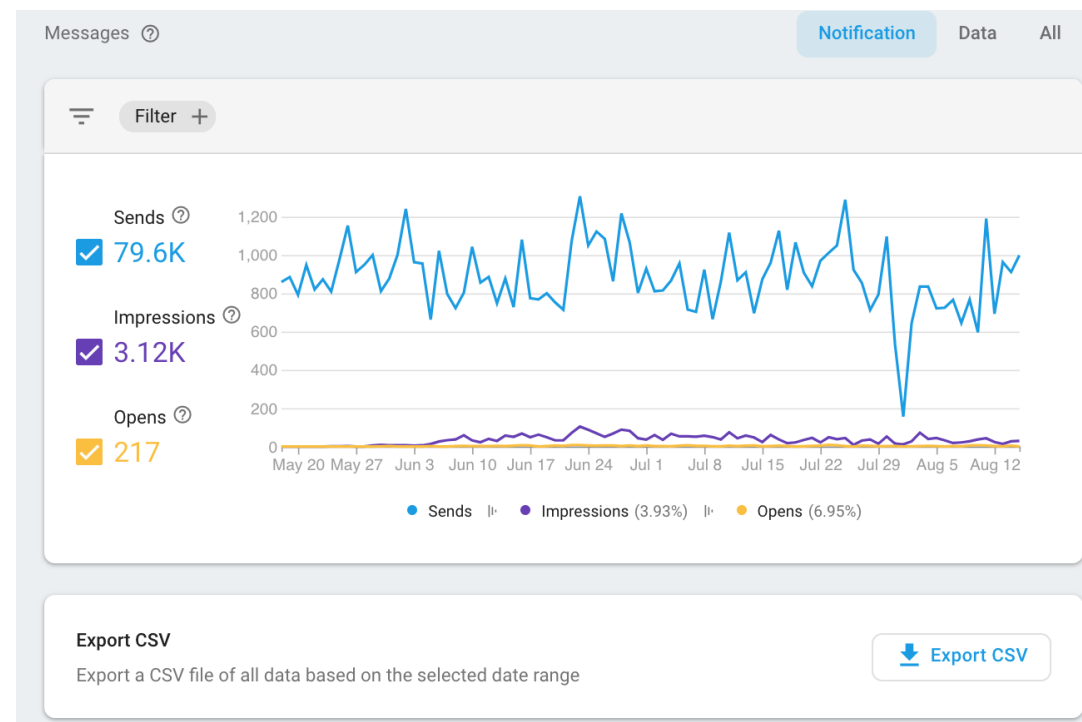 Messages
Notification Data All
Filter +
Sends
79.6K
Impressions
3.12K
Opens
217
1,200
1,000
800
600
400
200
0
May 20 May 27 Jun 3 Jun 10 Jun 17 Jun 24 Jul 1 Jul 8 Jul 15 Jul 22 Jul 29 Aug 5 Aug 12
Sends Impressions (3.93%) Opens (6.95%)
Export CSV
Export a CSV file of all data based on the selected date range
Export CSV